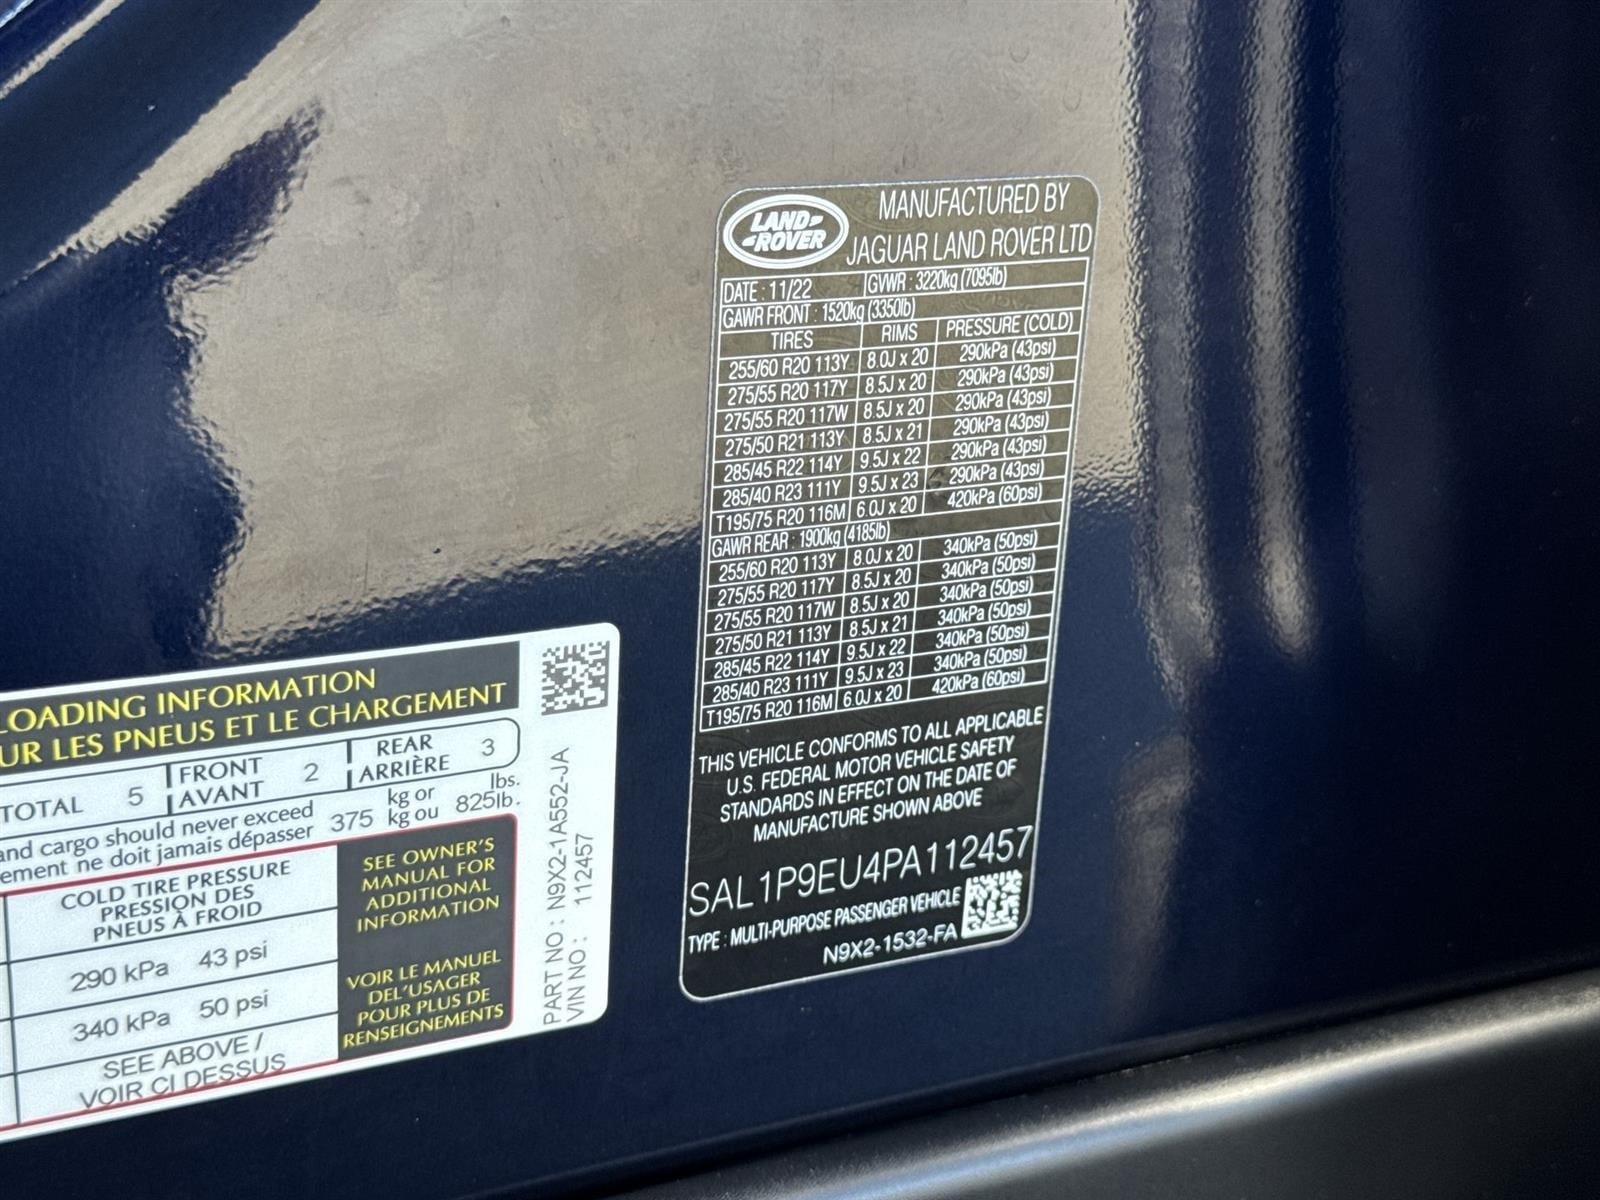 LOADING INFORMATION
UR LES PNEUS ET LE CHARGEMENT
TOTAL 5 FRONT AVANT 2 REAR ARRIÈRE 3
and cargo should never exceed 375 kg or 825 lbs.
ement ne doit jamais dépasser kg ou lb.
COLD TIRE PRESSURE
PRESSION DES
PNEUS À FROID
290 kPa 43 psi
340 kPa 50 psi
SEE ABOVE /
VOIR CI DESSUS
SEE OWNER'S
MANUAL FOR
ADDITIONAL
INFORMATION
VOIR LE MANUEL
DEL'USAGER
POUR PLUS DE
RENSEIGNEMENTS
PART NO : N9X2-1A552-JA
VIN NO : 112457
LAND ROVER
MANUFACTURED BY
JAGUAR LAND ROVER LTD
DATE : 11/22 GVWR : 3220kg (7095lb)
GAWR FRONT : 1520kg (3350lb)
TIRES RIMS PRESSURE (COLD)
255/60 R20 113Y 8.0J x 20 290kPa (43psi)
275/55 R20 117Y 8.5J x 20 290kPa (43psi)
275/55 R20 117W 8.5J x 20 290kPa (43psi)
275/50 R21 113Y 8.5J x 21 290kPa (43psi)
285/45 R22 114Y 9.5J x 22 290kPa (43psi)
285/40 R23 111Y 9.5J x 23 290kPa (43psi)
T195/75 R20 116M 6.0J x 20 420kPa (60psi)
GAWR REAR : 1900kg (4185lb)
255/60 R20 113Y 8.0J x 20 340kPa (50psi)
275/55 R20 117Y 8.5J x 20 340kPa (50psi)
275/55 R20 117W 8.5J x 20 340kPa (50psi)
275/50 R21 113Y 8.5J x 21 340kPa (50psi)
285/45 R22 114Y 9.5J x 22 340kPa (50psi)
285/40 R23 111Y 9.5J x 23 340kPa (50psi)
T195/75 R20 116M 6.0J x 20 420kPa (60psi)
THIS VEHICLE CONFORMS TO ALL APPLICABLE
U.S. FEDERAL MOTOR VEHICLE SAFETY
STANDARDS IN EFFECT ON THE DATE OF
MANUFACTURE SHOWN ABOVE
SAL1P9EU4PA112457
TYPE : MULTI-PURPOSE PASSENGER VEHICLE
N9X2-1532-FA